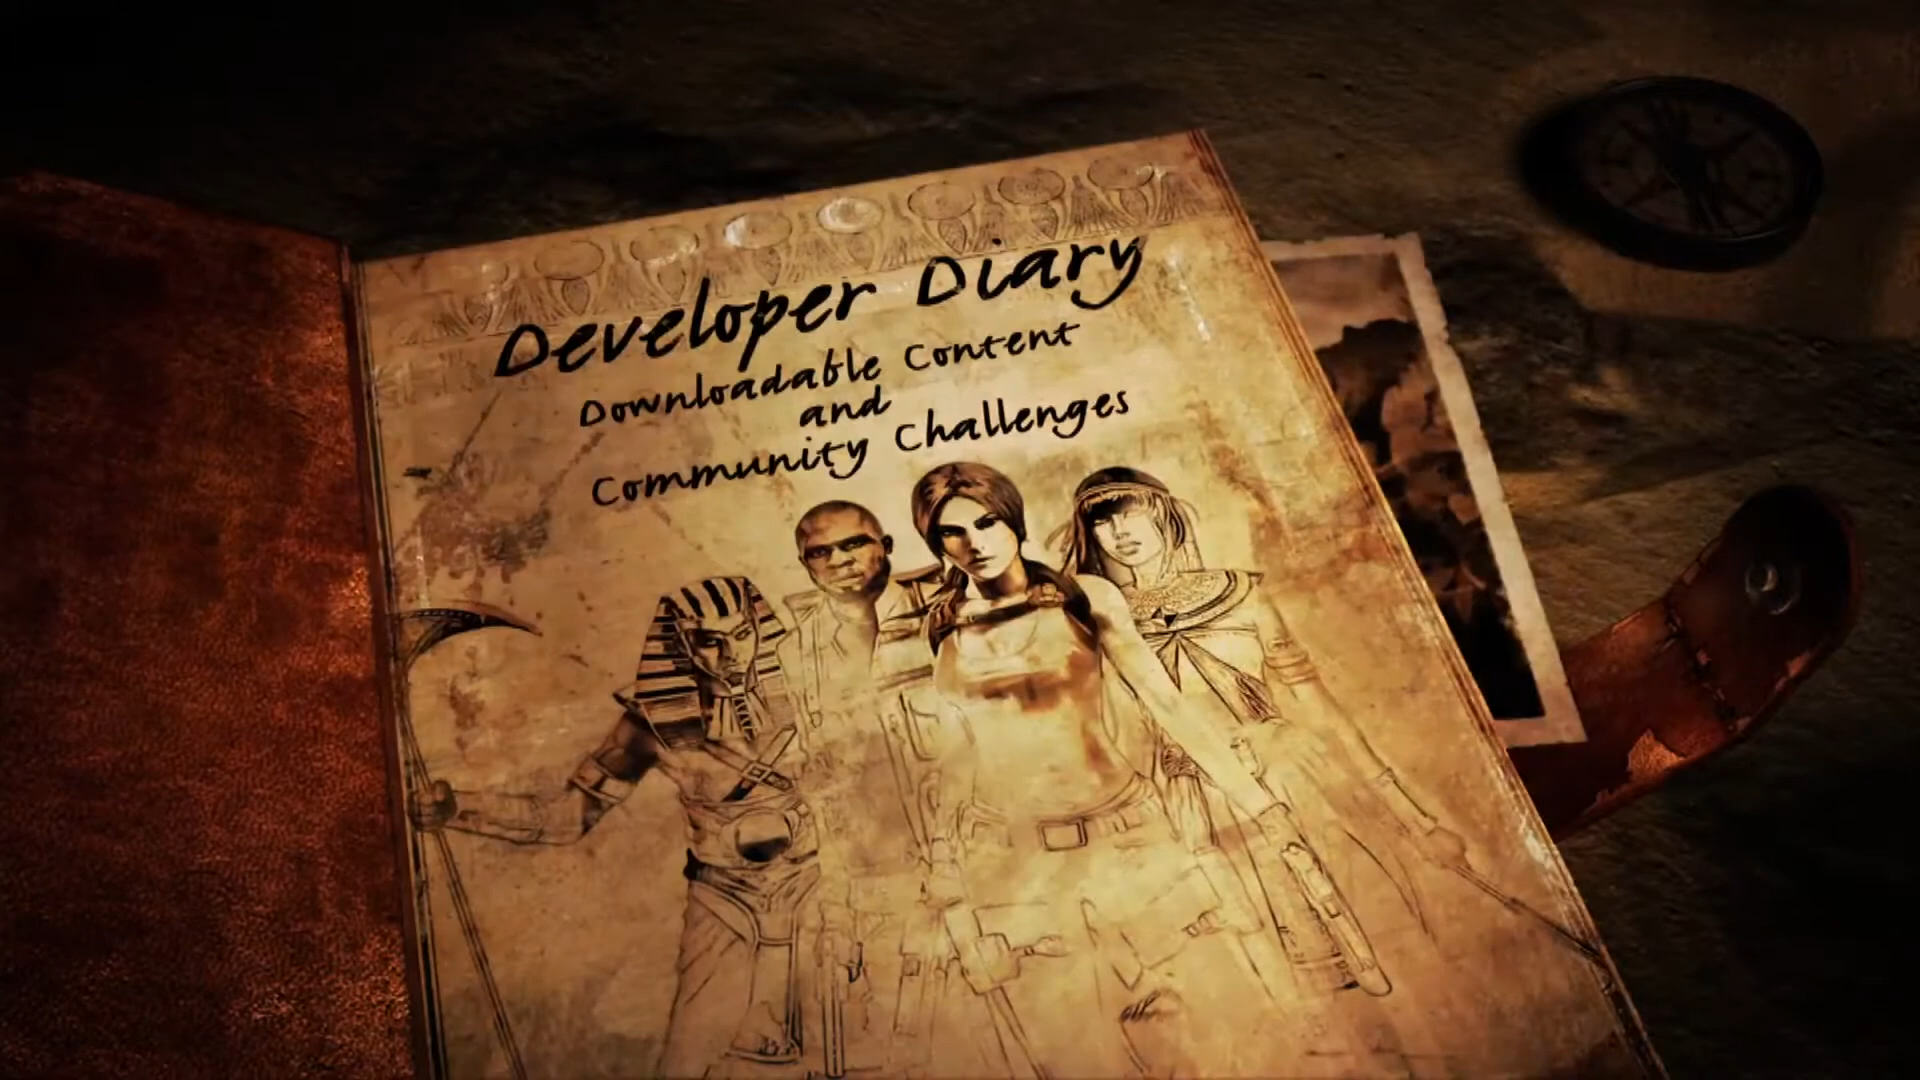 Developer Diary
Downloadable Content
and
Community Challenges